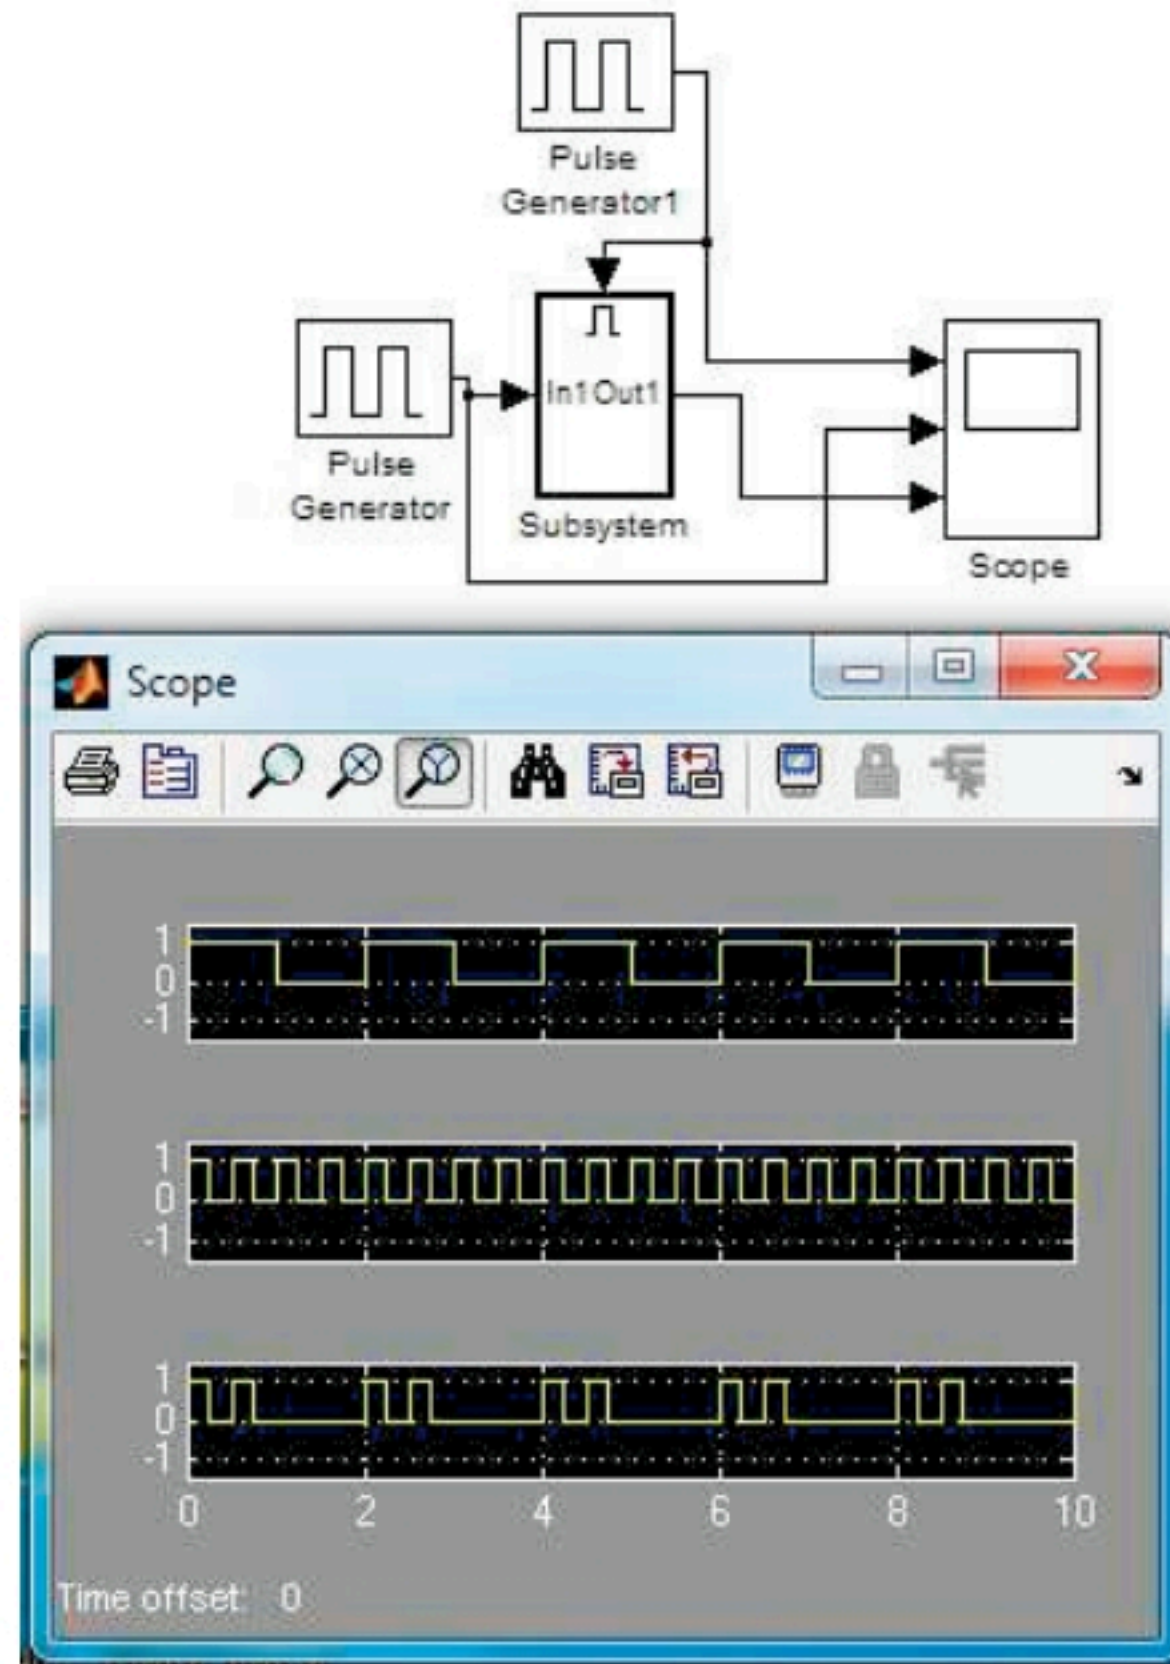 Pulse
Generator1
In1 Out1
Pulse
Generator
Subsystem
Scope
Scope
1
0
-1
1
0
-1
1
0
-1
0 2 4 6 8 10
Time offset: 0